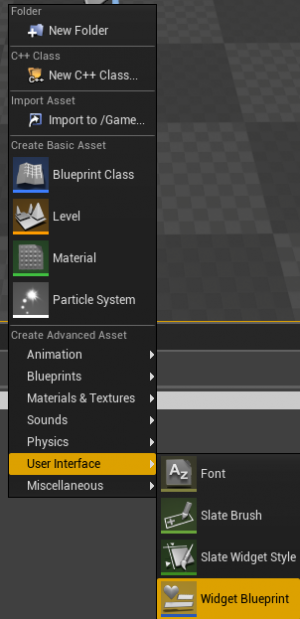 Folder
New Folder
C++ Class
New C++ Class...
Import Asset
Import to /Game...
Create Basic Asset
Blueprint Class
Level
Material
Particle System
Create Advanced Asset
Animation
Blueprints
Materials & Textures
Sounds
Physics
User Interface
Miscellaneous
Az
Font
Slate Brush
Slate Widget Style
Widget Blueprint